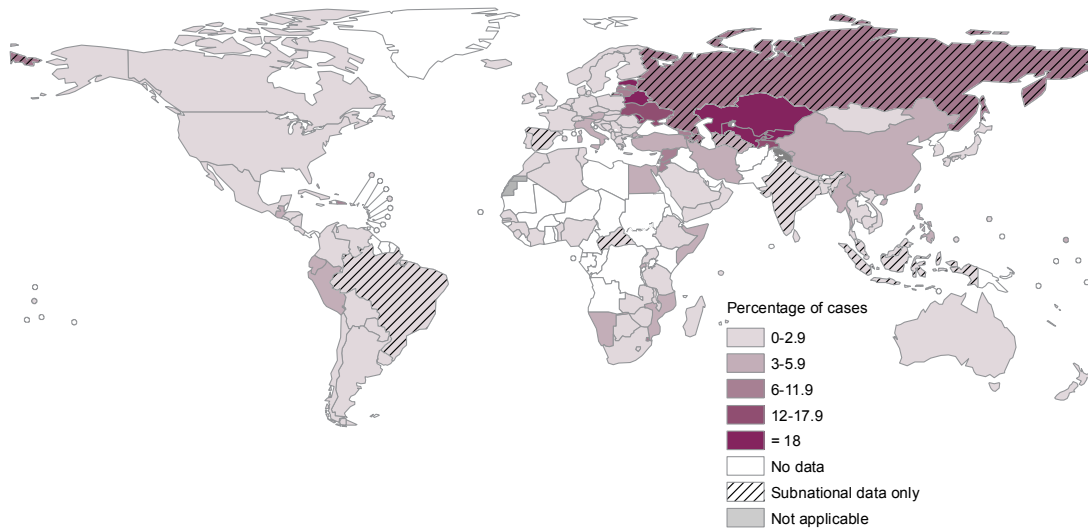 Percentage of cases
0-2.9
3-5.9
6-11.9
12-17.9
= 18
No data
Subnational data only
Not applicable